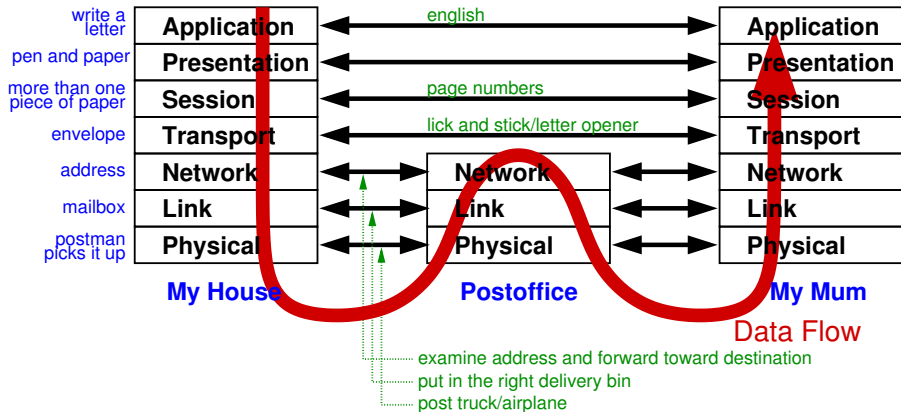 write a
letter
Application
english
Application
pen and paper
Presentation
Presentation
more than one
piece of paper
Session
page numbers
Session
envelope
Transport
lick and stick/letter opener
Transport
address
Network
Network
Network
mailbox
Link
Link
Link
postman
picks it up
Physical
Physical
Physical
My House
Postoffice
My Mum
Data Flow
examine address and forward toward destination
put in the right delivery bin
post truck/airplane